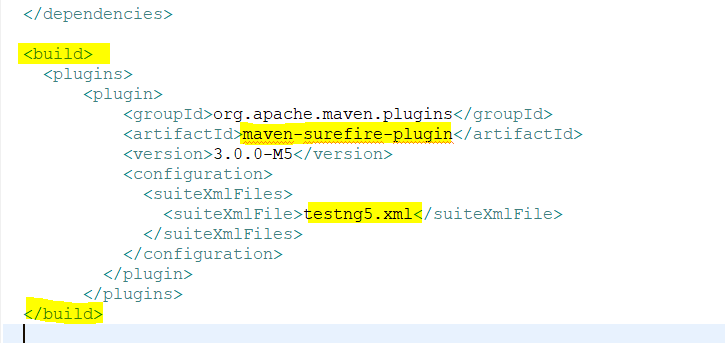 </dependencies>
<build>
<plugins>
<plugin>
<groupId>org.apache.maven.plugins</groupId>
<artifactId>maven-surefire-plugin</artifactId>
<version>3.0.0-M5</version>
<configuration>
<suiteXmlFiles>
<suiteXmlFile>testng5.xml</suiteXmlFile>
</suiteXmlFiles>
</configuration>
</plugin>
</plugins>
</build>